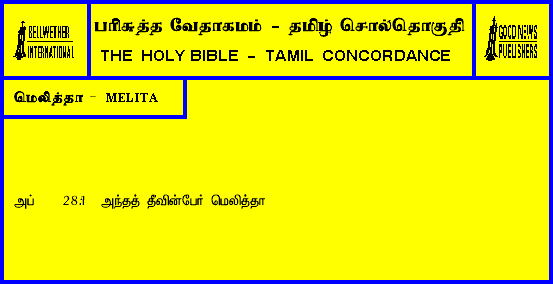 BELLWETHER
INTERNATIONAL
பரிசுத்த வேதாகமம் - தமிழ் சொல்தொகுதி
THE HOLY BIBLE - TAMIL CONCORDANCE
GOOD NEWS
PUBLISHERS
மெலித்தா - MELITA
அப் 28:1 அந்தத் தீவின்பேர் மெலித்தா